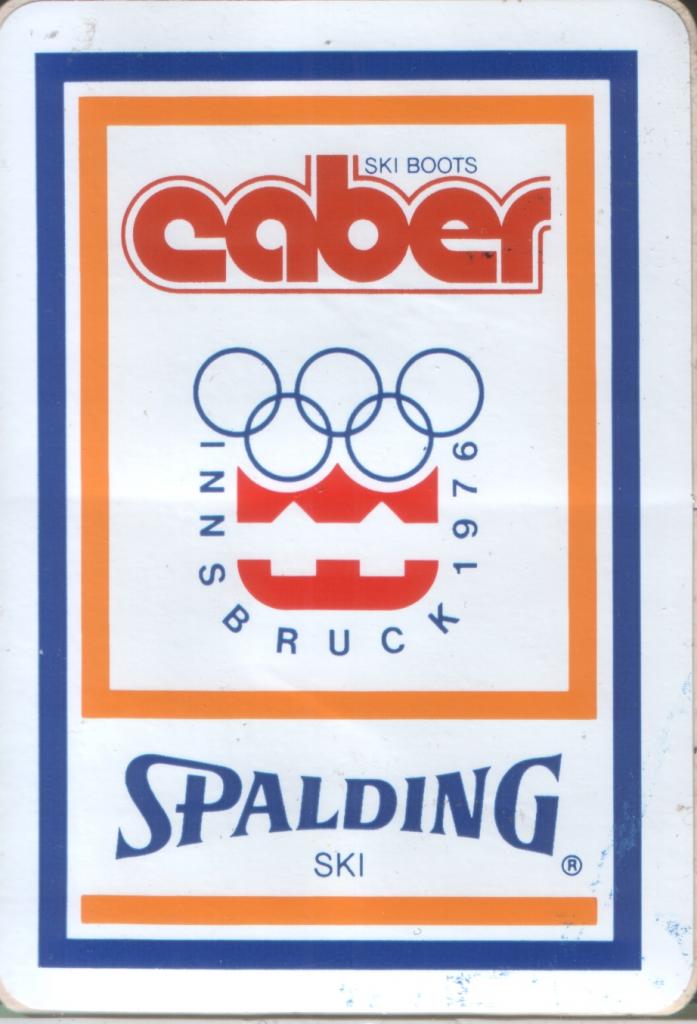 SKI BOOTS
caber
INNSBRUCK 1976
SPALDING
SKI ®